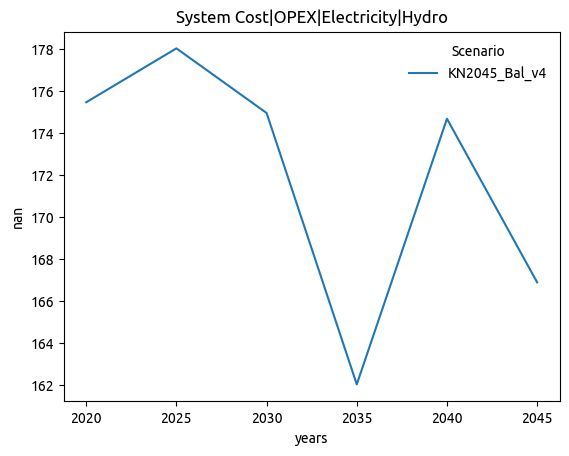 System Cost|OPEX|Electricity|Hydro
Scenario
KN2045_Bal_v4
178
176
174
172
170
168
166
164
162
nan
2020 2025 2030 2035 2040 2045
years